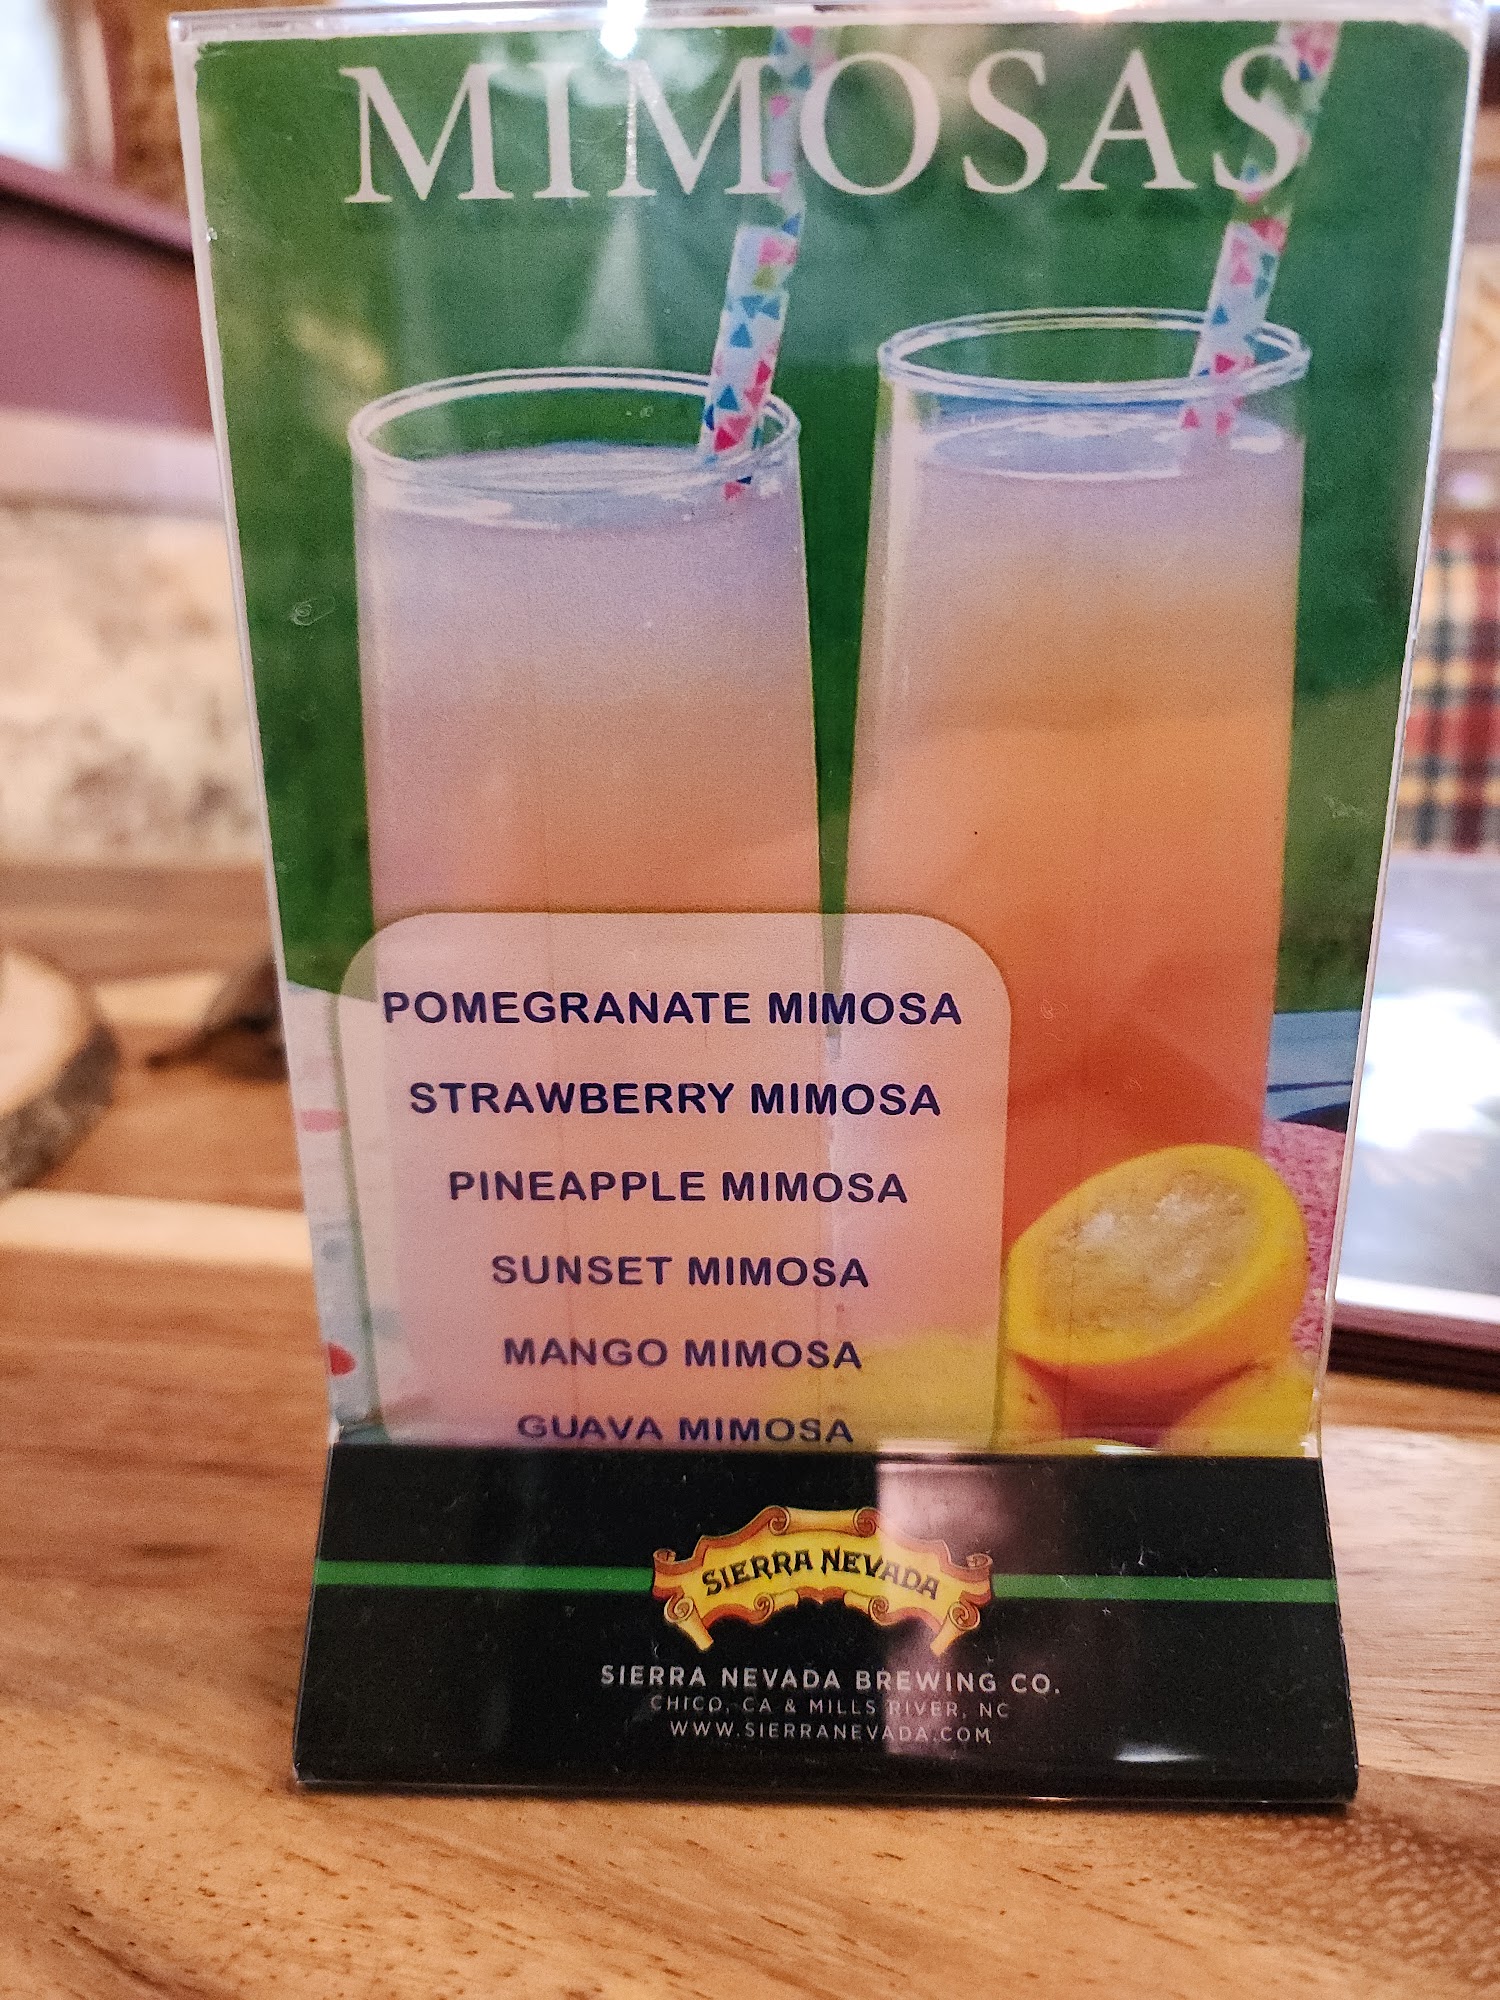 MIMOSAS
POMEGRANATE MIMOSA
STRAWBERRY MIMOSA
PINEAPPLE MIMOSA
SUNSET MIMOSA
MANGO MIMOSA
GUAVA MIMOSA
SIERRA NEVADA
SIERRA NEVADA BREWING CO.
CHICO, CA & MILLS RIVER, NC
WWW.SIERRANEVADA.COM